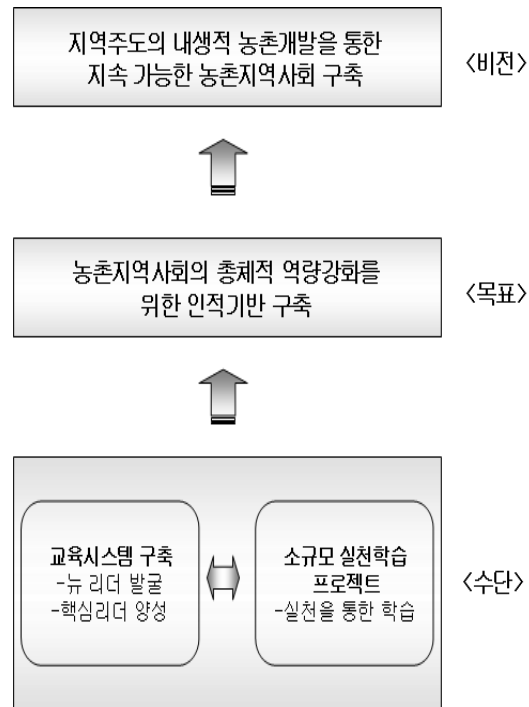 지역주도의 내생적 농촌개발을 통한
지속 가능한 농촌지역사회 구축
〈비전〉
농촌지역사회의 총체적 역량강화를
위한 인적기반 구축
〈목표〉
교육시스템 구축
-뉴 리더 발굴
-핵심리더 양성
소규모 실천학습
프로젝트
-실천을 통한 학습
〈수단〉